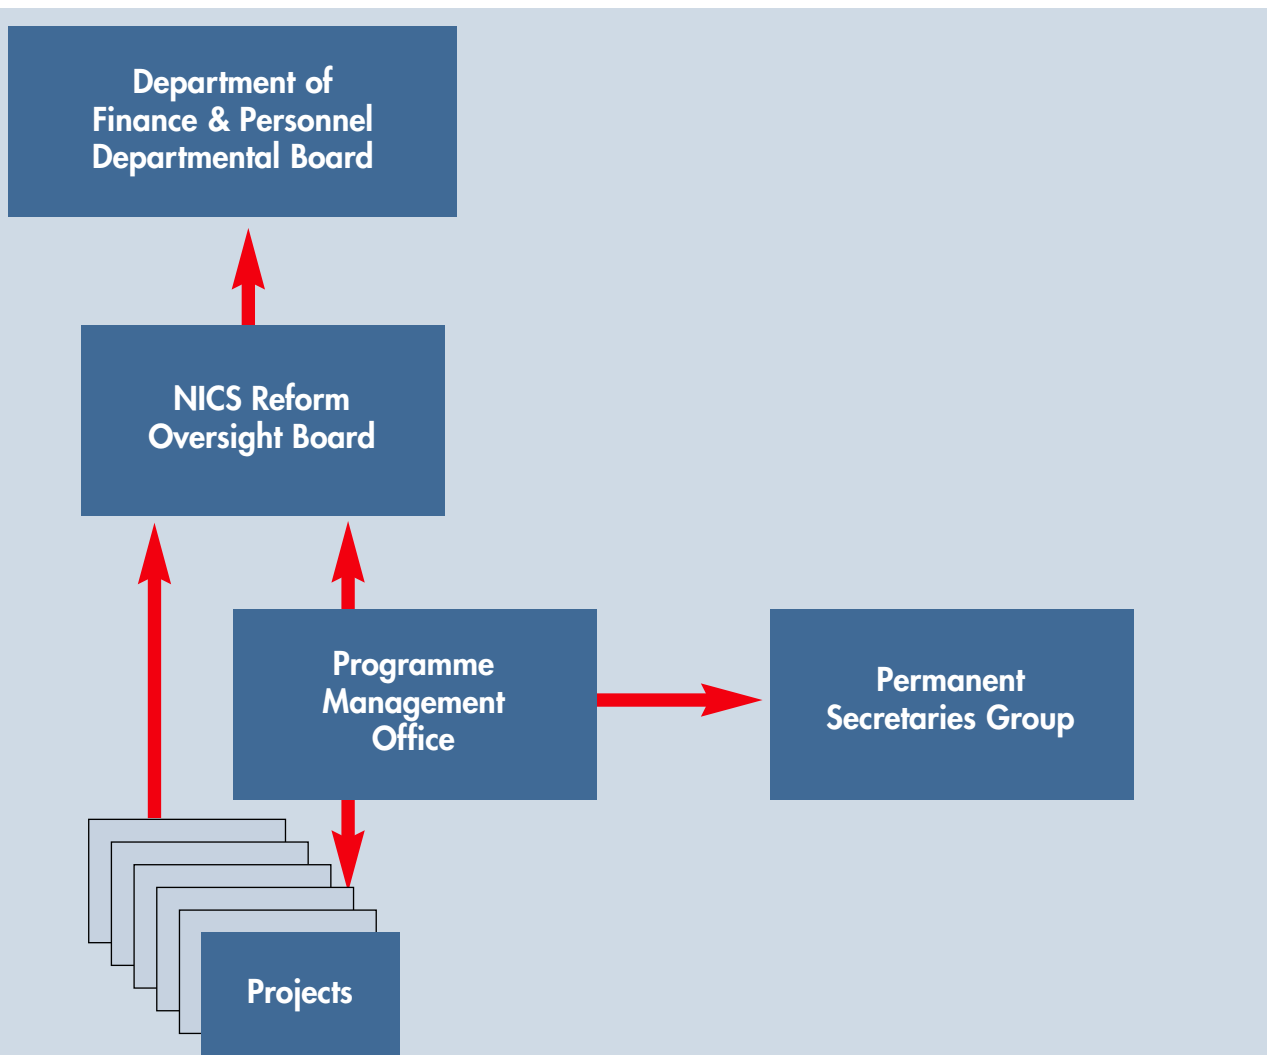 Department of
Finance & Personnel
Departmental Board
NICS Reform
Oversight Board
Programme
Management
Office
Permanent
Secretaries Group
Projects